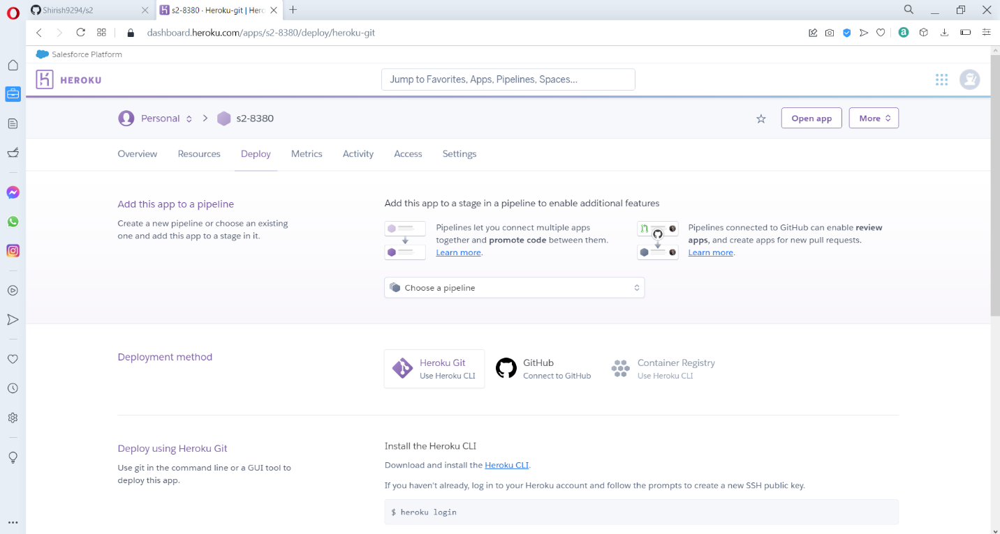 Shirish9294/s2
s2-8380 · Heroku-git | Herc
dashboard.heroku.com/apps/s2-8380/deploy/heroku-git
Salesforce Platform
HEROKU
Jump to Favorites, Apps, Pipelines, Spaces...
Personal
s2-8380
Open app
More
Overview
Resources
Deploy
Metrics
Activity
Access
Settings
Add this app to a pipeline
Create a new pipeline or choose an existing
one and add this app to a stage in it.
Add this app to a stage in a pipeline to enable additional features
Pipelines let you connect multiple apps
together and promote code between them.
Learn more.
Pipelines connected to GitHub can enable review
apps, and create apps for new pull requests.
Learn more.
Choose a pipeline
Deployment method
Heroku Git
Use Heroku CLI
GitHub
Connect to GitHub
Container Registry
Use Heroku CLI
Deploy using Heroku Git
Use git in the command line or a GUI tool to
deploy this app.
Install the Heroku CLI
Download and install the Heroku CLI.
If you haven't already, log in to your Heroku account and follow the prompts to create a new SSH public key.
$ heroku login